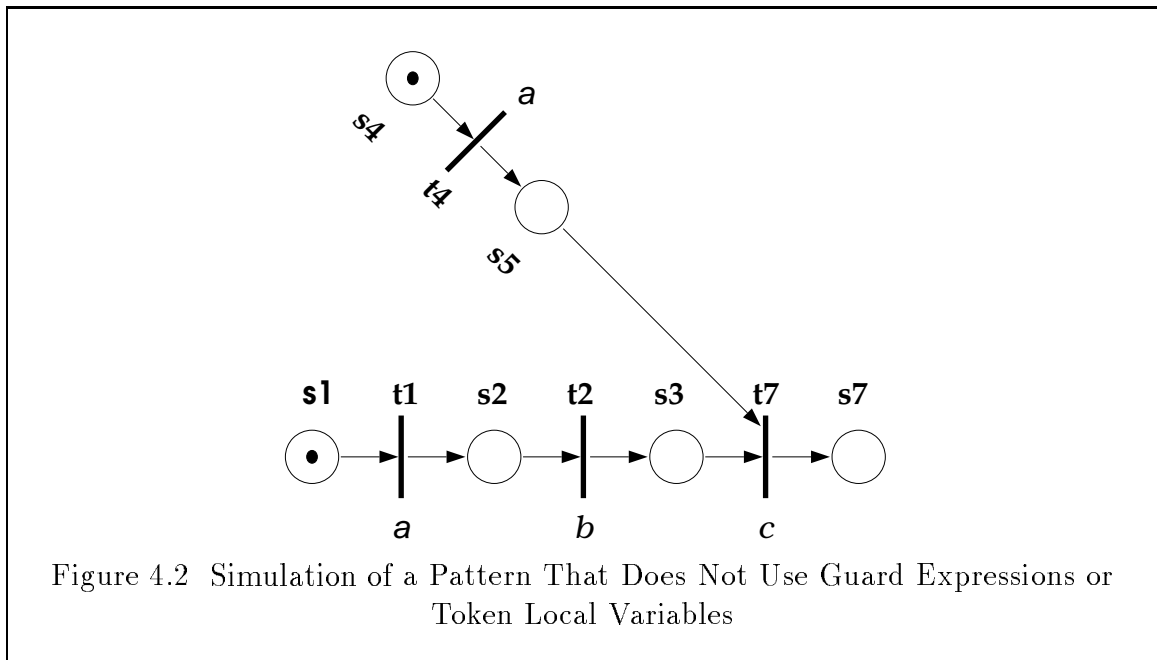 a
s4
t4
s5
s1 t1 s2 t2 s3 t7 s7
a b c
Figure 4.2 Simulation of a Pattern That Does Not Use Guard Expressions or
Token Local Variables